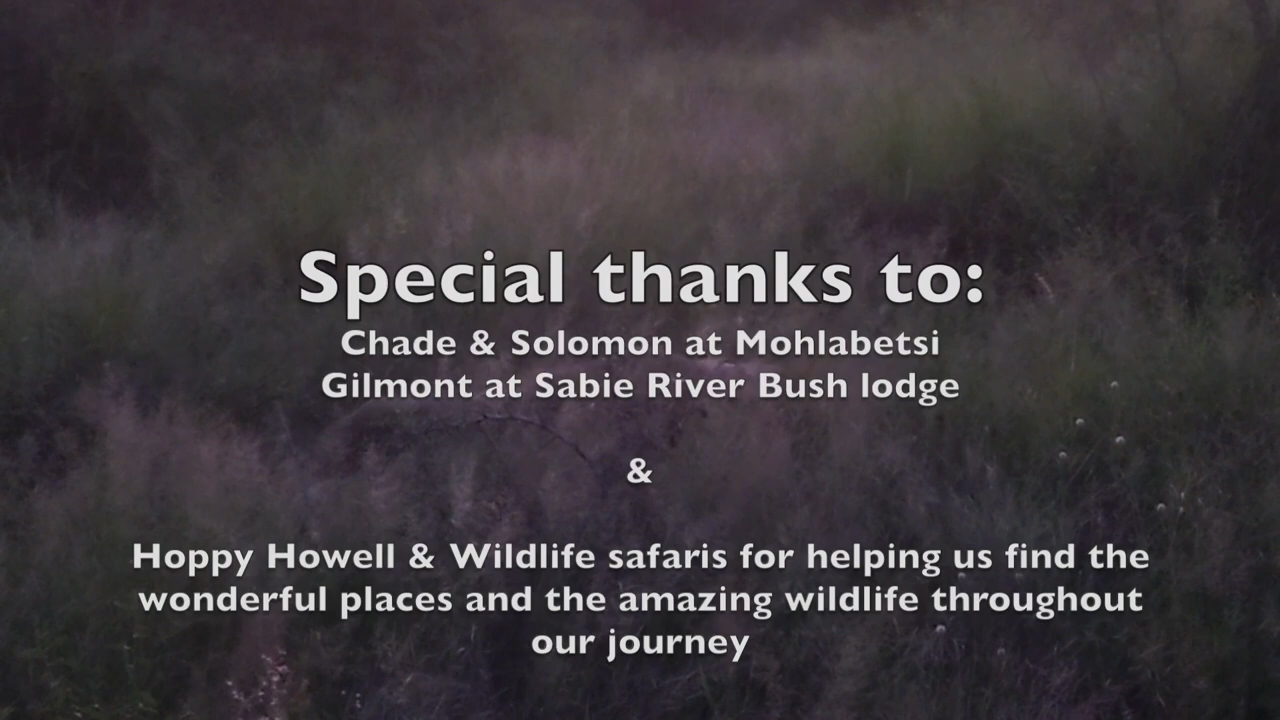 Special thanks to:
Chade & Solomon at Mohlabetsi
Gilmont at Sabie River Bush lodge
&
Hoppy Howell & Wildlife safaris for helping us find the
wonderful places and the amazing wildlife throughout
our journey